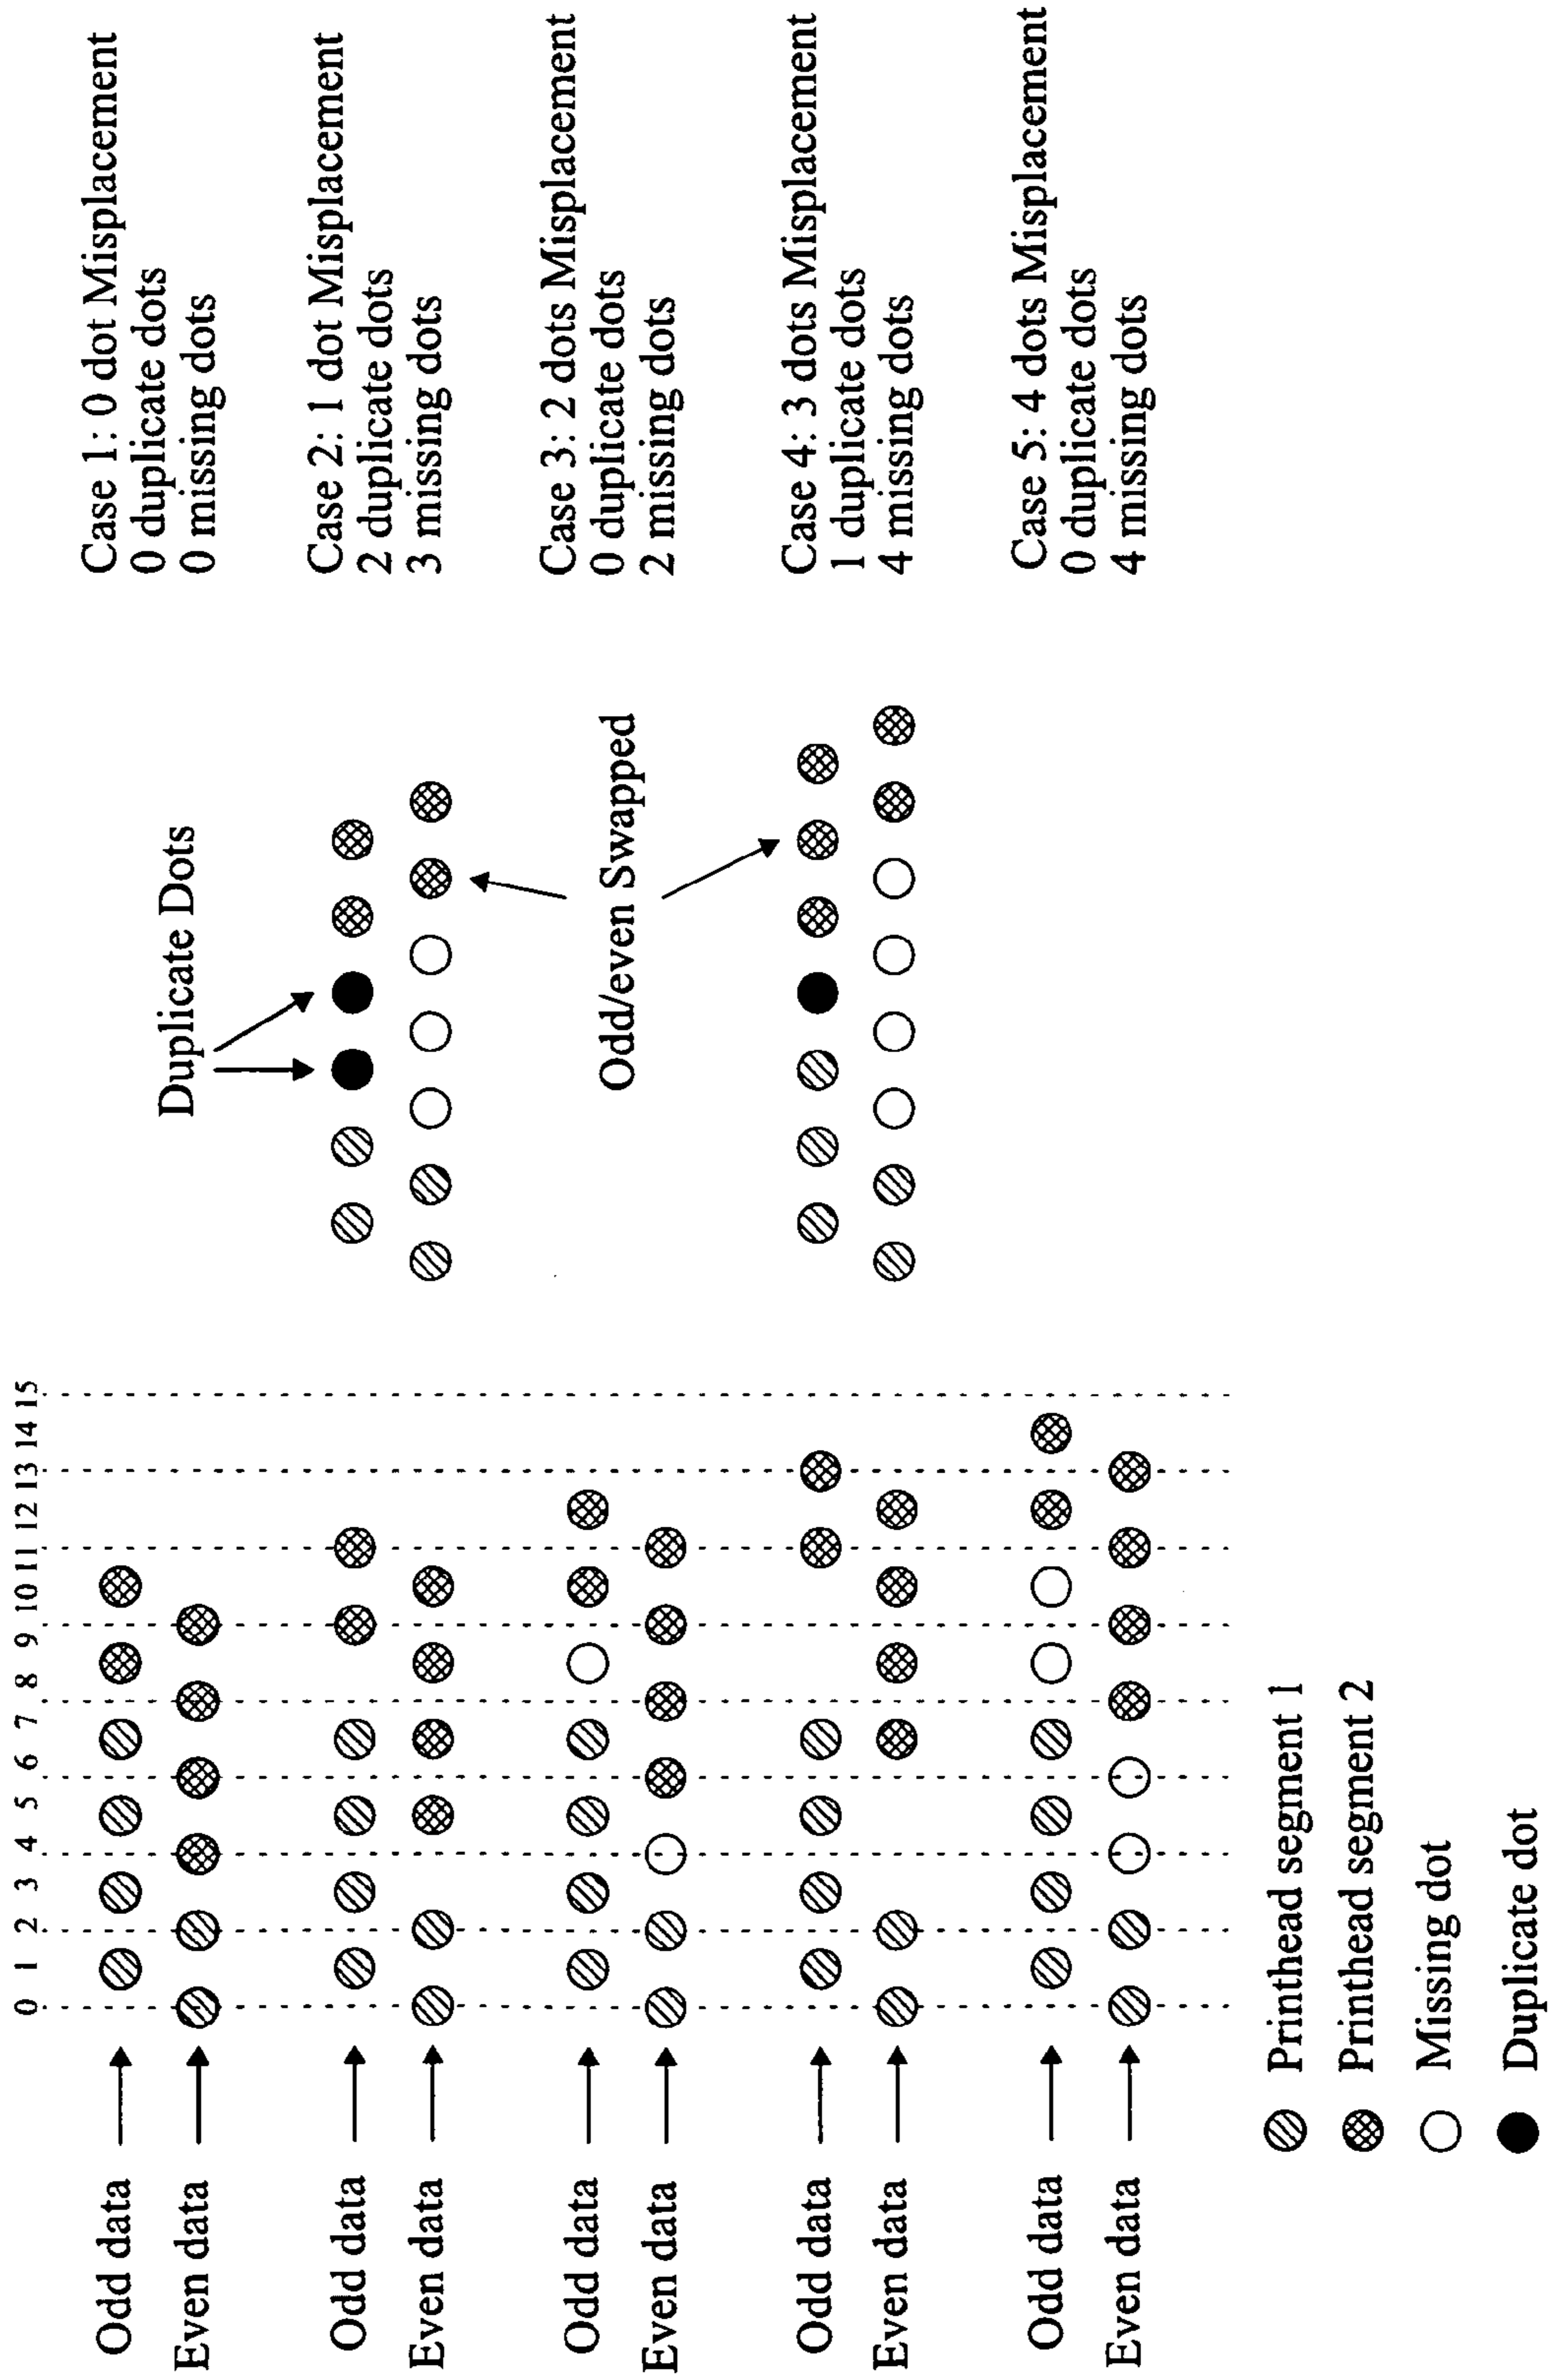 0 1 2 3 4 5 6 7 8 9 10 11 12 13 14 15
Odd data
Even data
Case 1: 0 dot Misplacement
0 duplicate dots
0 missing dots
Duplicate Dots
Odd data
Even data
Case 2: 1 dot Misplacement
2 duplicate dots
3 missing dots
Odd data
Even data
Odd/even Swapped
Case 3: 2 dots Misplacement
0 duplicate dots
2 missing dots
Odd data
Even data
Case 4: 3 dots Misplacement
1 duplicate dots
4 missing dots
Odd data
Even data
Case 5: 4 dots Misplacement
0 duplicate dots
4 missing dots
Printhead segment 1
Printhead segment 2
Missing dot
Duplicate dot